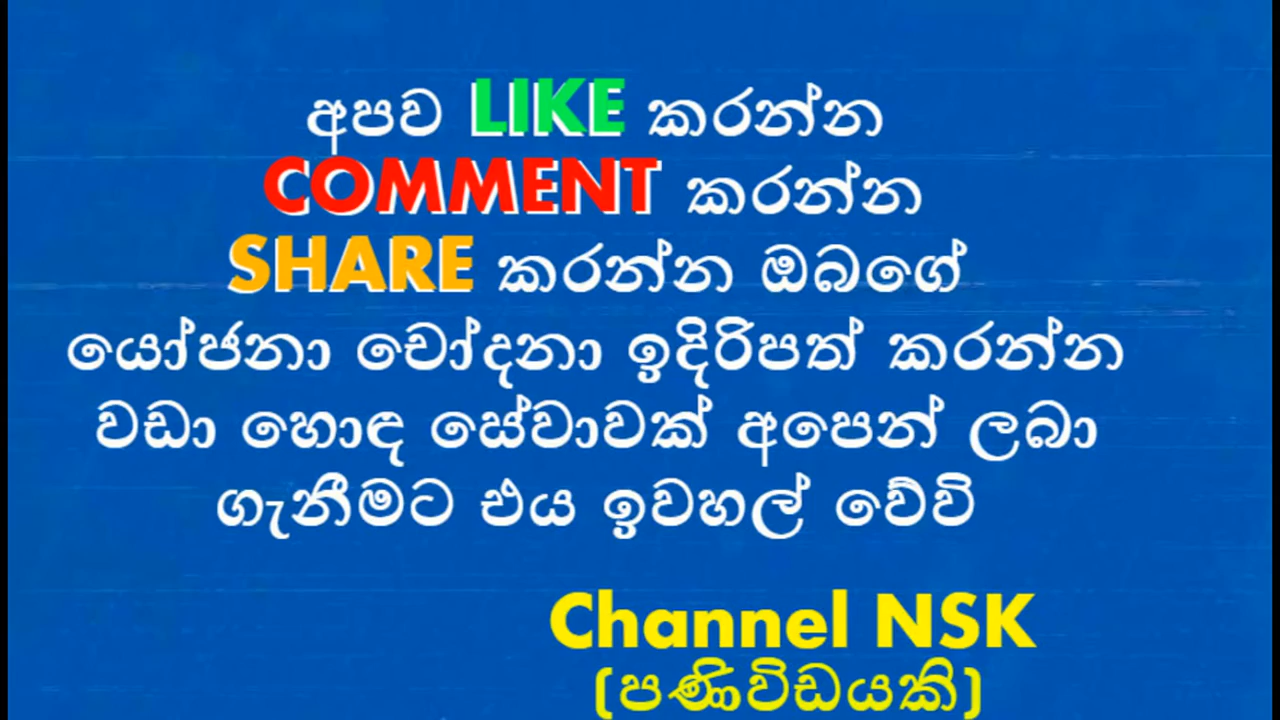 අපව LIKE කරන්න
COMMENT කරන්න
SHARE කරන්න ඔබගේ
යෝජනා චෝදනා ඉදිරිපත් කරන්න
වඩා හොඳ සේවාවක් අපෙන් ලබා
ගැනීමට එය ඉවහල් වේවි
Channel NSK
(පණිවිඩයකි)